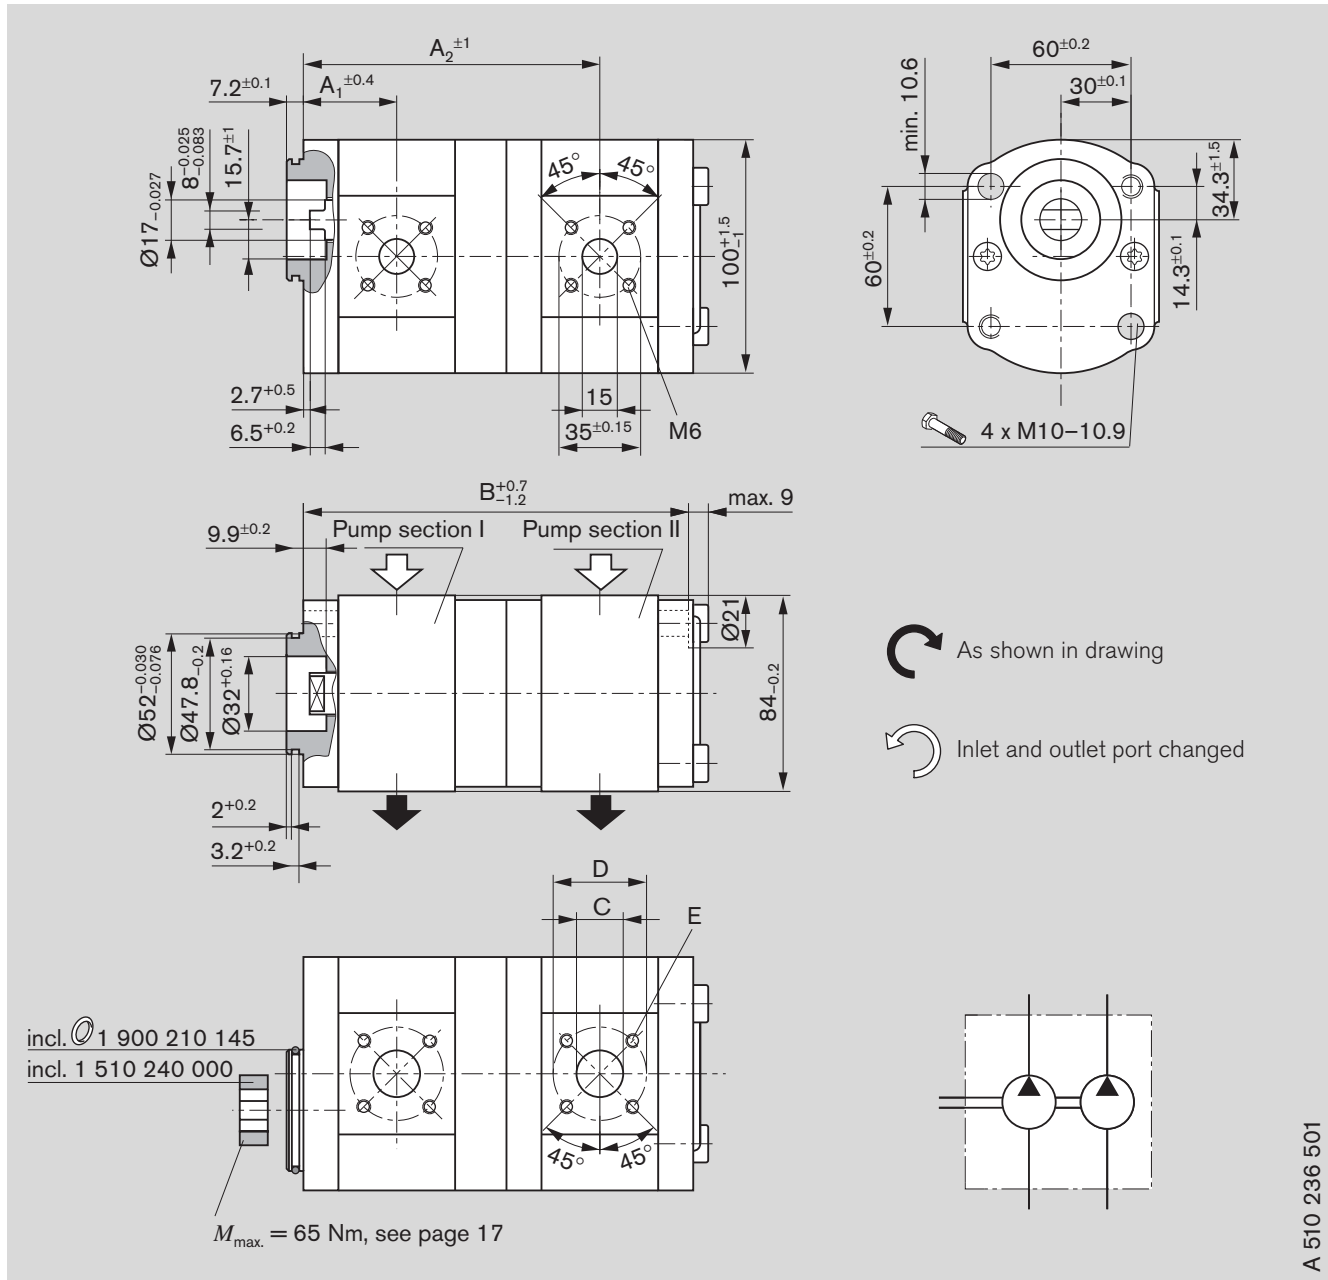 A₂±1
7.2±0.1
A₁±0.4
8-0.025 -0.083
15.7±1
Ø17-0.027
45°
45°
100+1.5 -1
2.7+0.5
6.5+0.2
15
35±0.15
M6
60±0.2
30±0.1
min. 10.6
34.3±1.5
60±0.2
14.3±0.1
4 x M10–10.9
B+0.7 -1.2
max. 9
9.9±0.2
Pump section I
Pump section II
Ø21
Ø52-0.030 -0.076
Ø47.8-0.2
Ø32+0.16
84-0.2
As shown in drawing
Inlet and outlet port changed
2+0.2
3.2+0.2
D
C
E
incl. 1 900 210 145
incl. 1 510 240 000
45°
45°
Mmax. = 65 Nm, see page 17
A 510 236 501